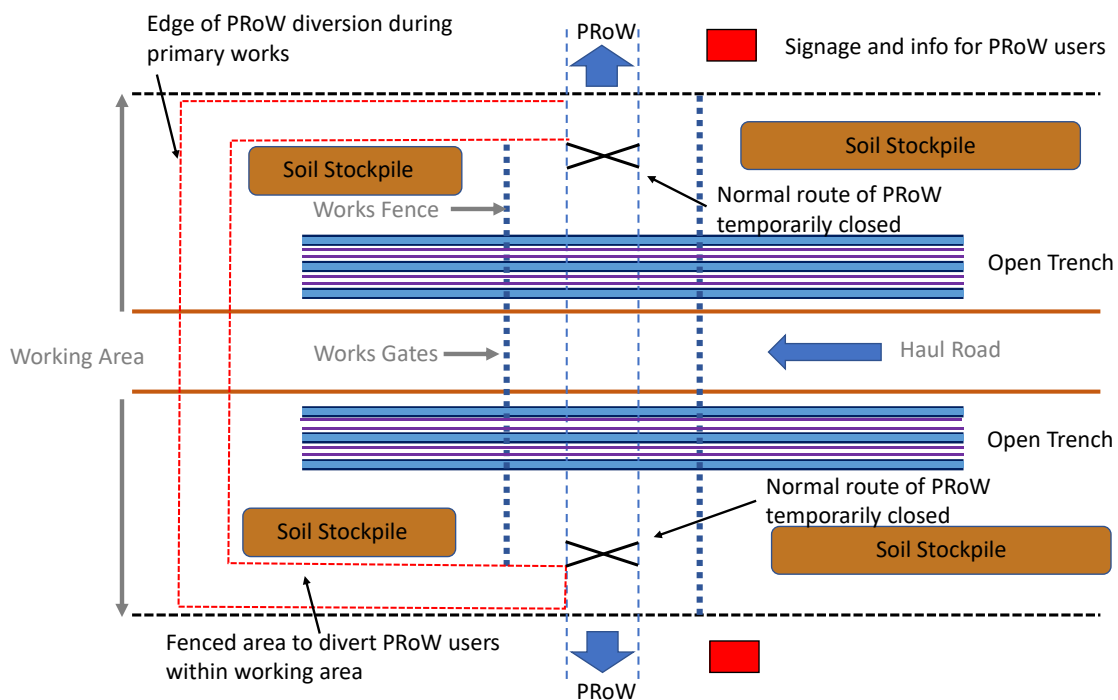 Edge of PRoW diversion during
primary works
PRoW
Signage and info for PRoW users
Soil Stockpile
Soil Stockpile
Works Fence
Normal route of PRoW
temporarily closed
Open Trench
Working Area
Works Gates
Haul Road
Open Trench
Normal route of PRoW
temporarily closed
Soil Stockpile
Soil Stockpile
Fenced area to divert PRoW users
within working area
PRoW